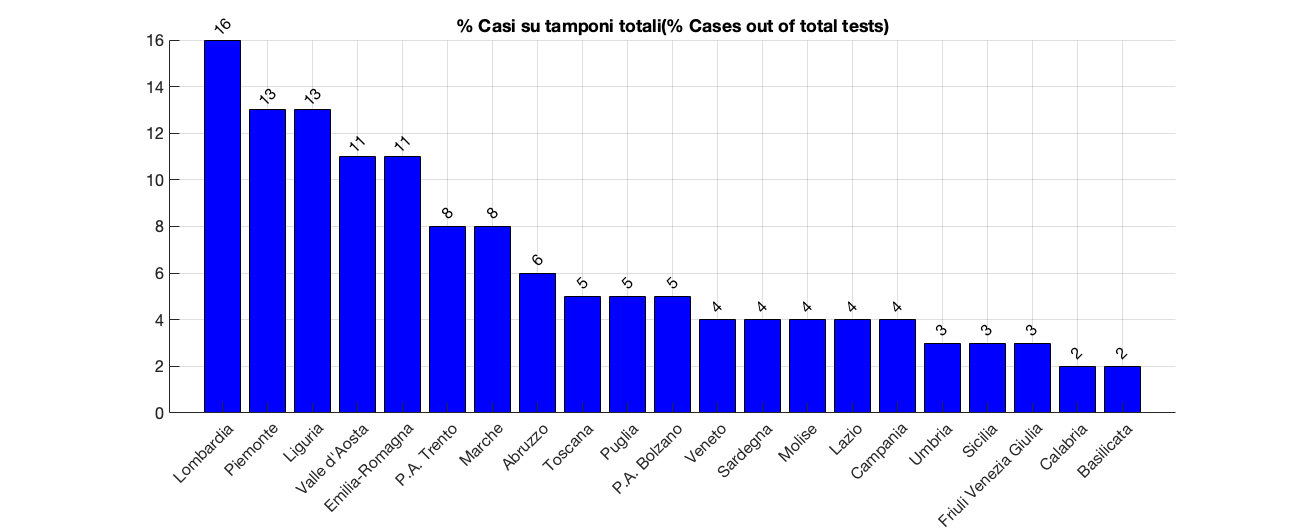 % Casi su tamponi totali(% Cases out of total tests)
16
14
12
10
8
6
4
2
0
16
13
13
11
11
8
8
6
5
5
5
4
4
4
4
4
3
3
3
2
2
Lombardia
Piemonte
Liguria
Valle d'Aosta
Emilia-Romagna
P.A. Trento
Marche
Abruzzo
Toscana
Puglia
P.A. Bolzano
Veneto
Sardegna
Molise
Lazio
Campania
Umbria
Sicilia
Friuli Venezia Giulia
Calabria
Basilicata